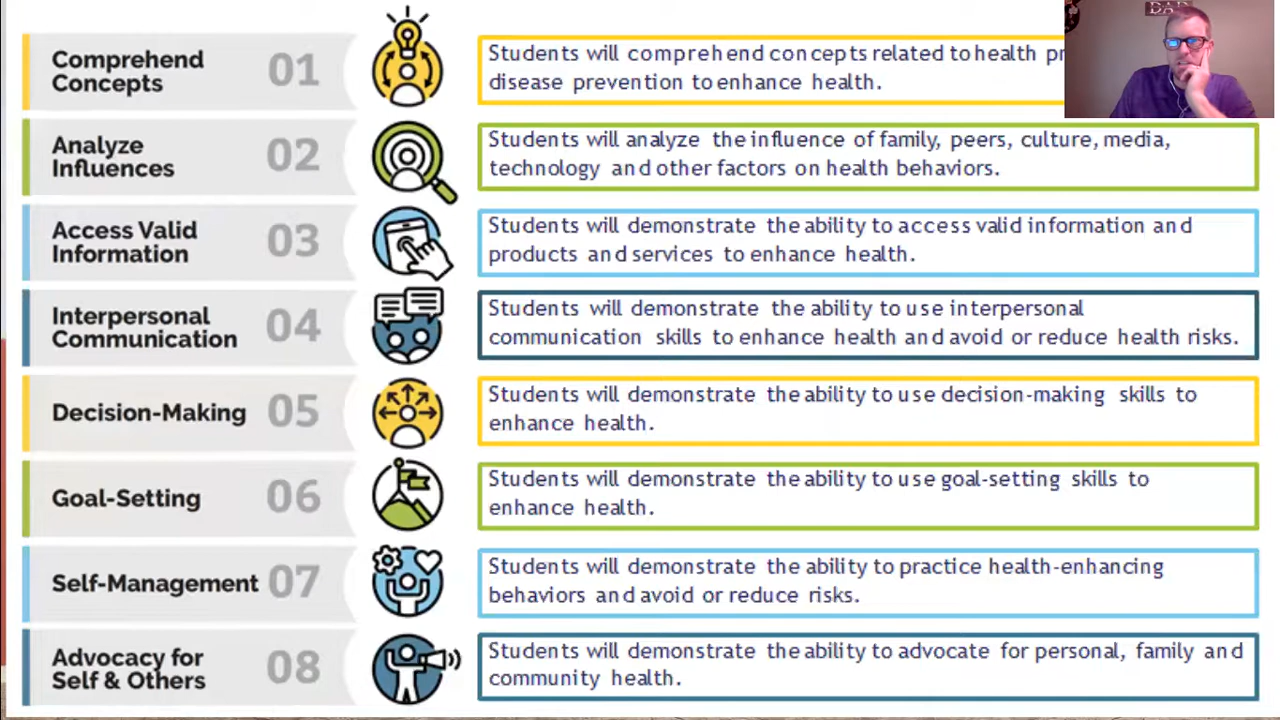 Comprehend
Concepts
01
Students will comprehend concepts related to health
disease prevention to enhance health.
Analyze
Influences
02
Students will analyze the influence of family, peers, culture, media,
technology and other factors on health behaviors.
Access Valid
Information
03
Students will demonstrate the ability to access valid information and
products and services to enhance health.
Interpersonal
Communication
04
Students will demonstrate the ability to use interpersonal
communication skills to enhance health and avoid or reduce health risks.
Decision-Making
05
Students will demonstrate the ability to use decision-making skills to
enhance health.
Goal-Setting
06
Students will demonstrate the ability to use goal-setting skills to
enhance health.
Self-Management
07
Students will demonstrate the ability to practice health-enhancing
behaviors and avoid or reduce risks.
Advocacy for
Self & Others
08
Students will demonstrate the ability to advocate for personal, family and
community health.